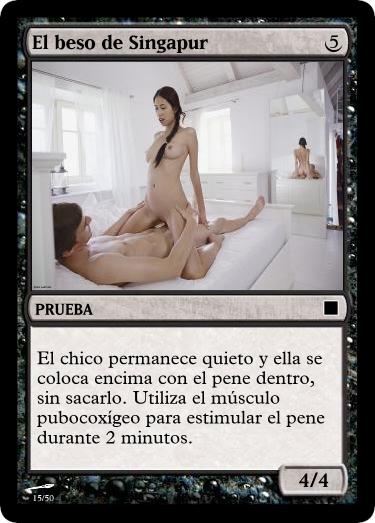 El beso de Singapur
5
PRUEBA
El chico permanece quieto y ella se
coloca encima con el pene dentro,
sin sacarlo. Utiliza el músculo
pubocoxígeo para estimular el pene
durante 2 minutos.
4/4
15/50